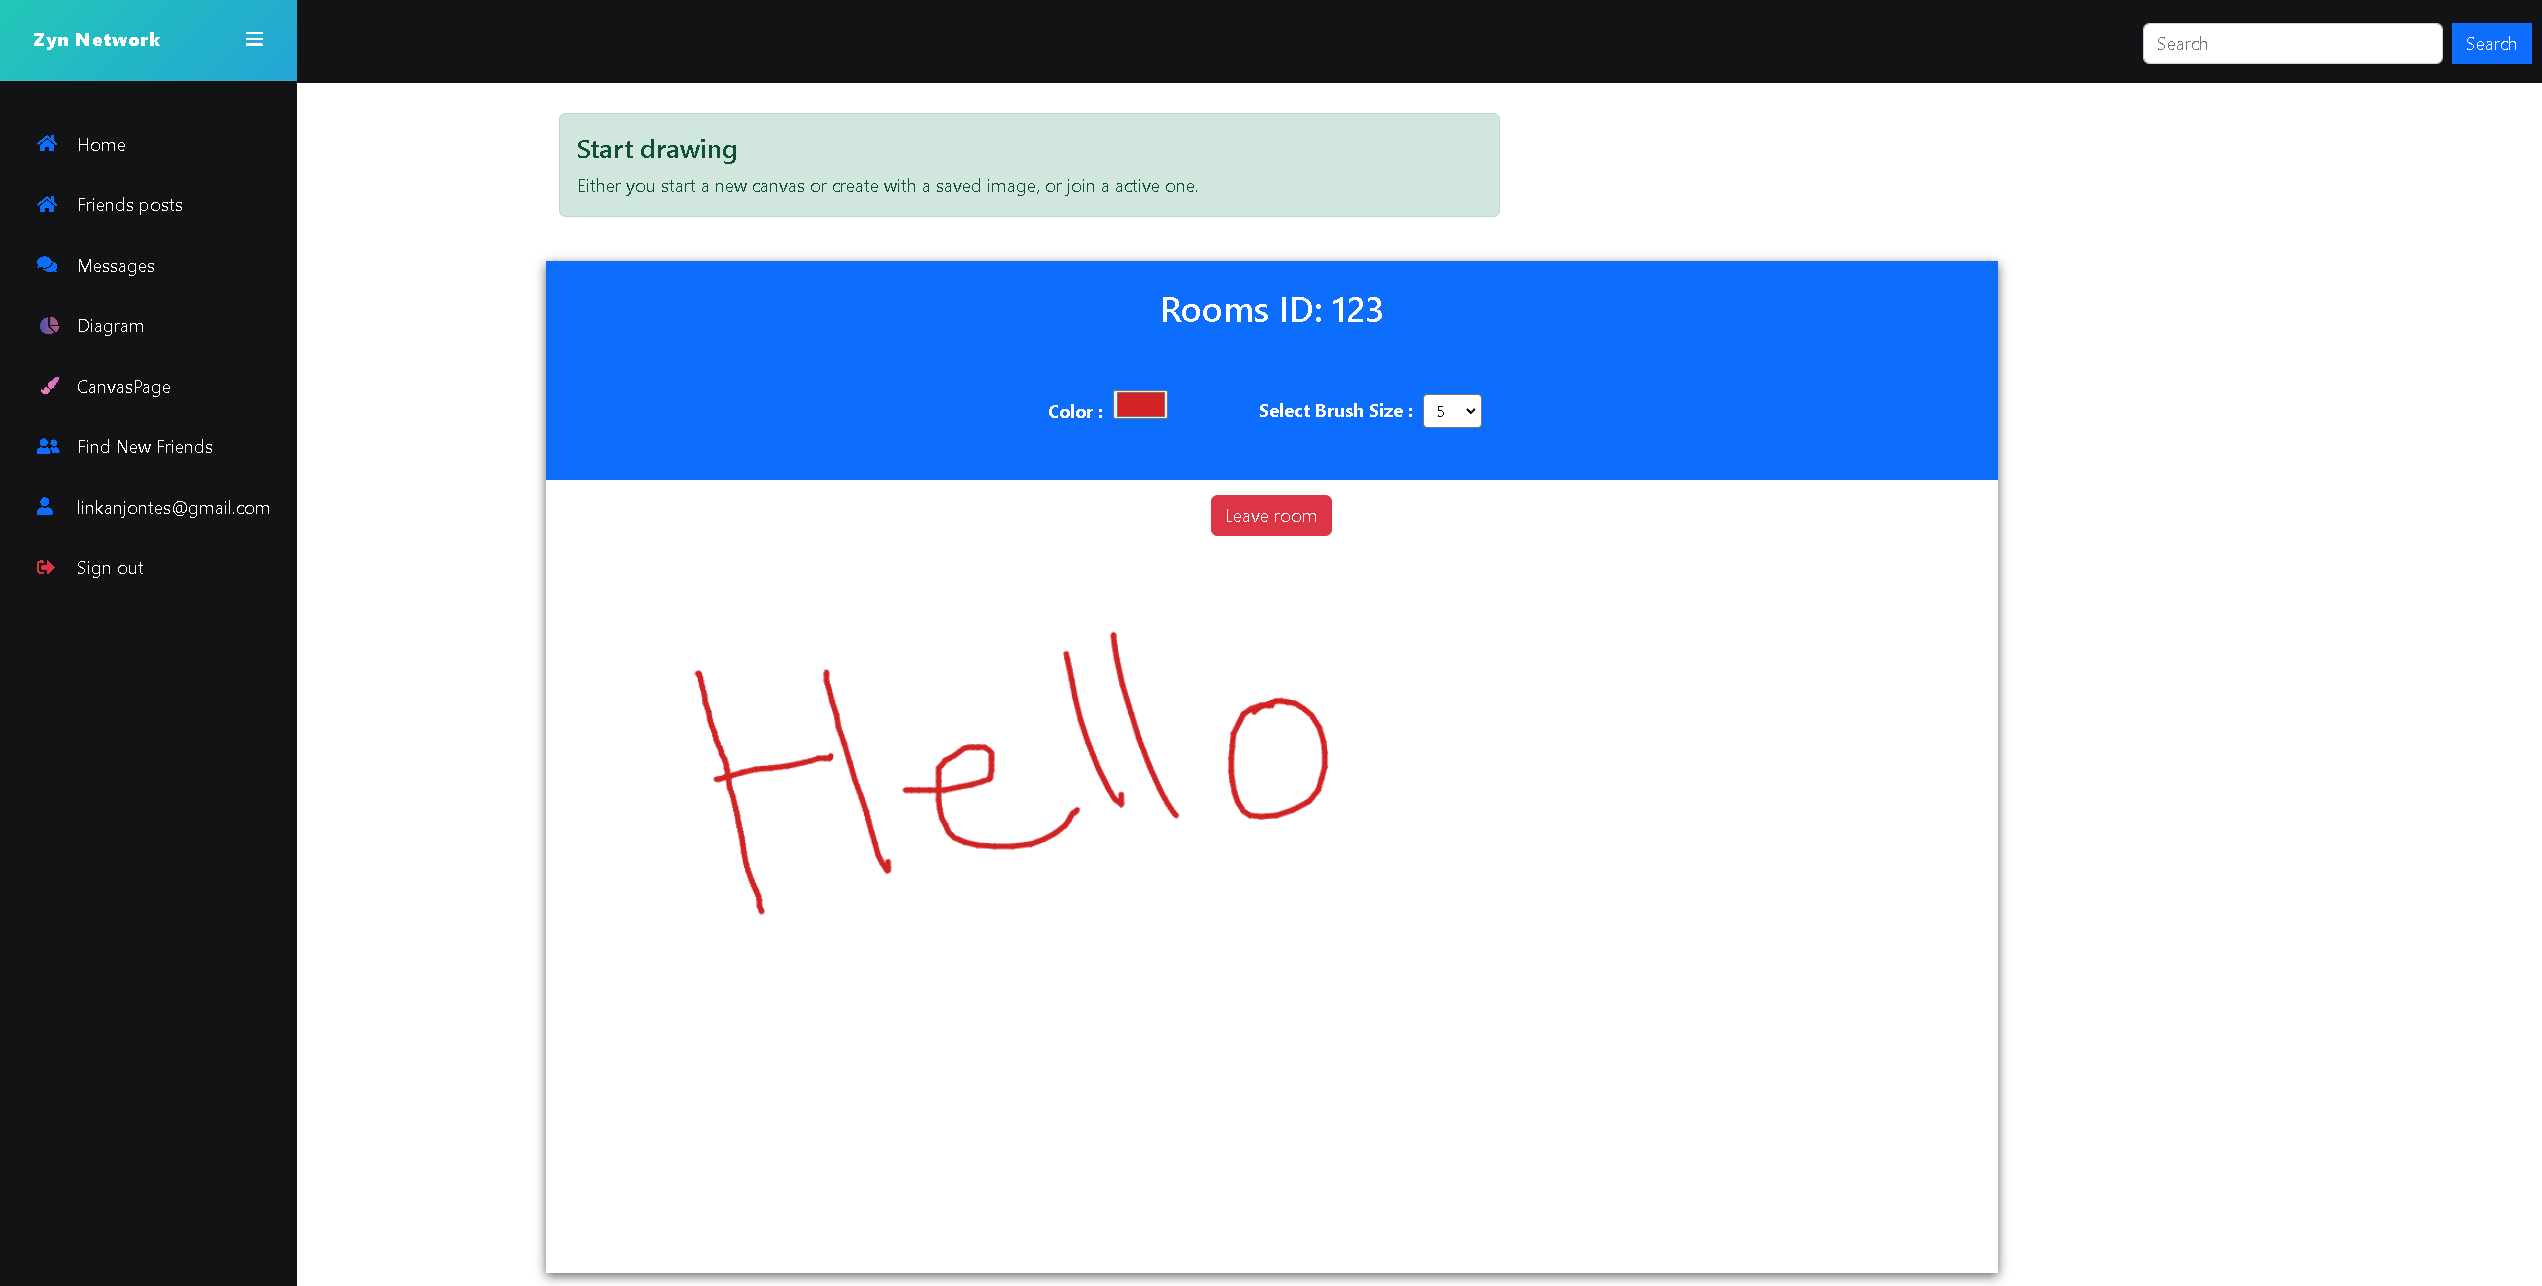 Zyn Network
Search
Search
Home
Friends posts
Messages
Diagram
CanvasPage
Find New Friends
linkanjontes@gmail.com
Sign out
Start drawing
Either you start a new canvas or create with a saved image, or join a active one.
Rooms ID: 123
Color :
Select Brush Size : 5
Leave room
Hello